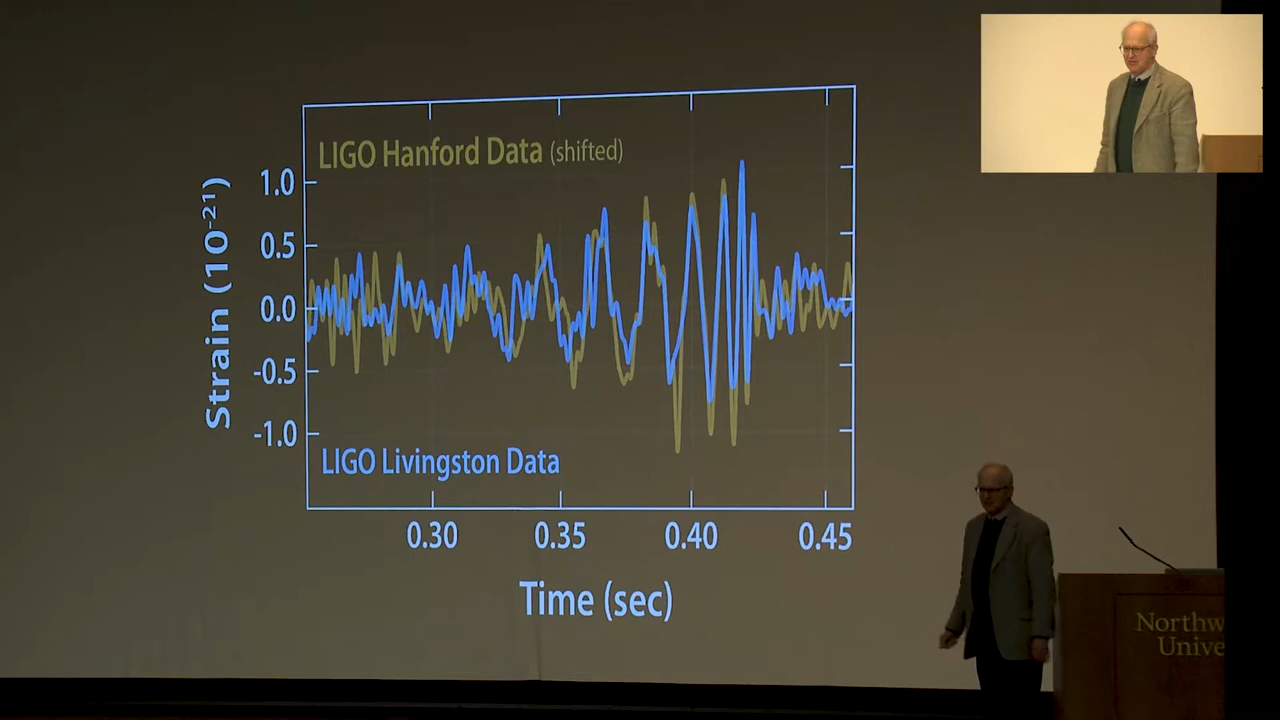 LIGO Hanford Data (shifted)
1.0
0.5
0.0
-0.5
-1.0
Strain (10⁻²¹)
LIGO Livingston Data
0.30 0.35 0.40 0.45
Time (sec)
Northw
Unive